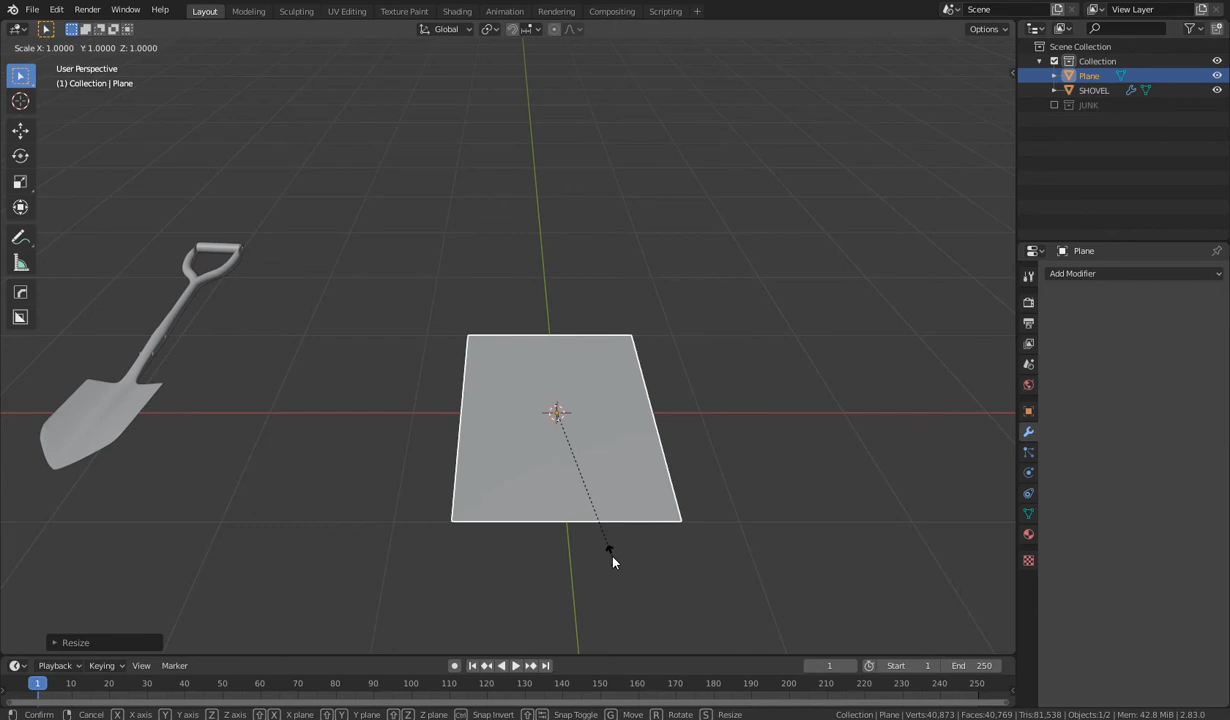 File Edit Render Window Help Layout Modeling Sculpting UV Editing Texture Paint Shading Animation Rendering Compositing Scripting + Scene View Layer
Global Options
Scale X: 1.0000 Y: 1.0000 Z: 1.0000
User Perspective
(1) Collection | Plane
Scene Collection
Collection
Plane
SHOVEL
JUNK
Plane
Add Modifier
Resize
Playback Keying View Marker 1 Start 1 End 250
1 10 20 30 40 50 60 70 80 90 100 110 120 130 140 150 160 170 180 190 200 210 220 230 240 250
Confirm Cancel X X axis Y Y axis Z Z axis X X plane Y Y plane Z Z plane Ctrl Snap Invert Snap Toggle G Move R Rotate S Resize Collection | Plane | Verts:40,873 | Faces:40,769 | Tris:81,538 | Objects:1/2 | Mem: 42.8 MiB | 2.83.0